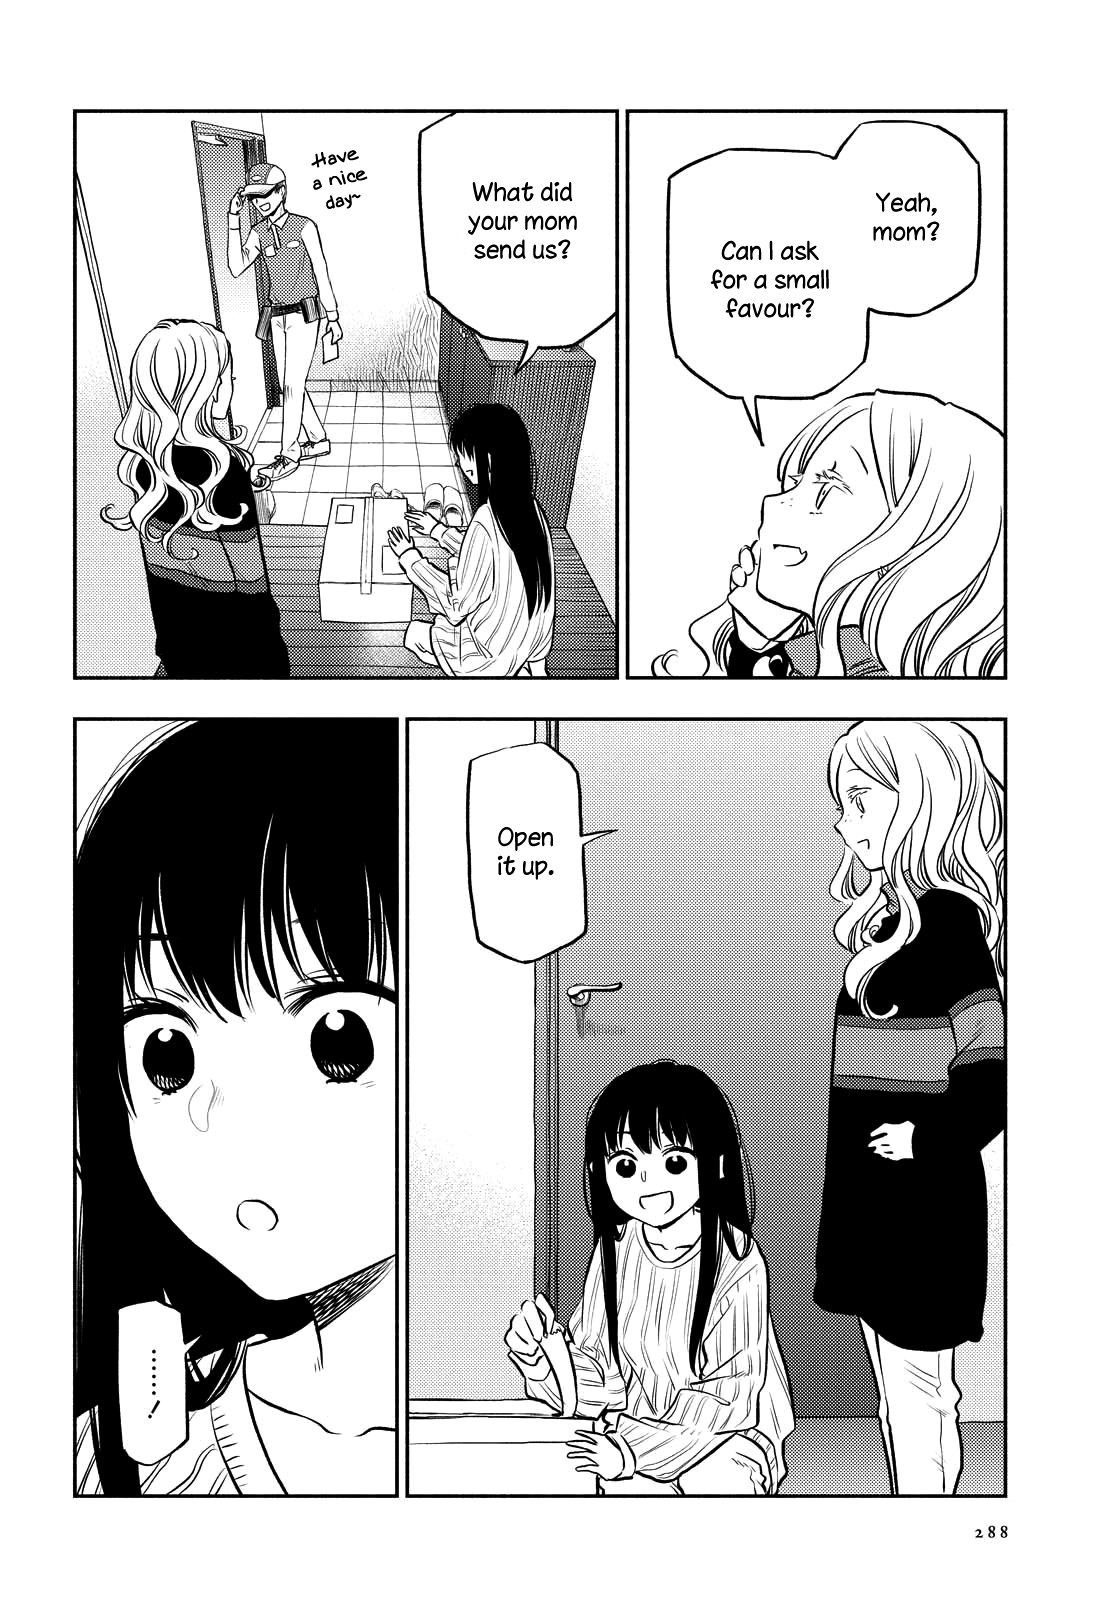 Yeah,
mom?
Can I ask
for a small
favour?
What did
your mom
send us?
Have
a nice
day~
Open
it up.
......!
288